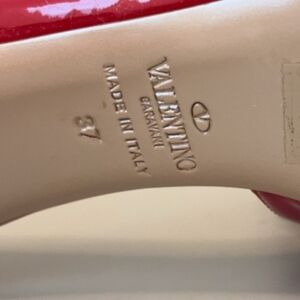 VALENTINO
GARAVANI
MADE IN ITALY
37